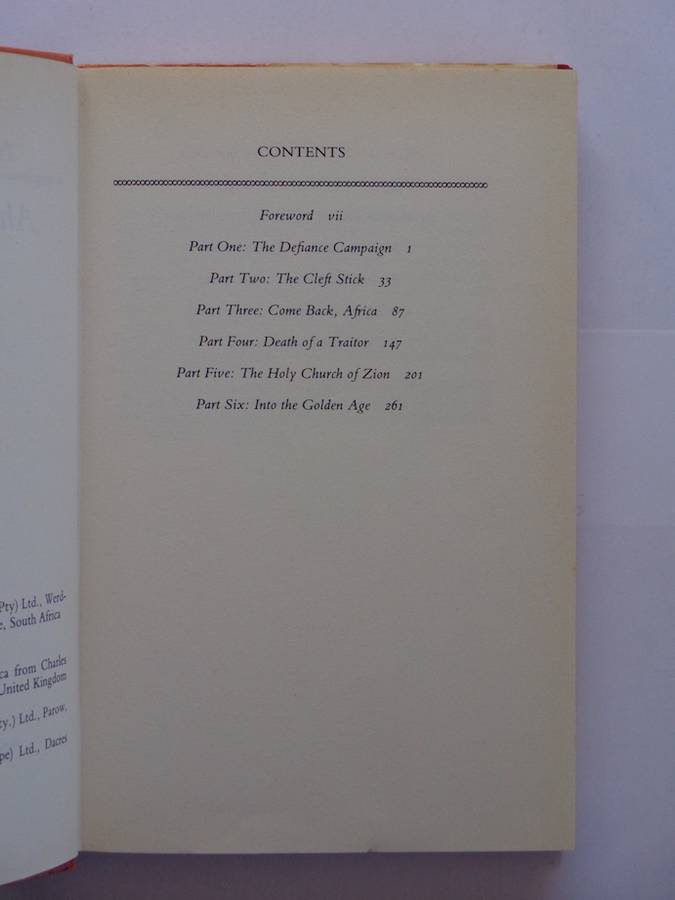 Pty) Ltd., Werd-
e, South Africa
ca from Charles
United Kingdom
ty.) Ltd., Parow,
pe) Ltd., Dacres
CONTENTS
Foreword vii
Part One: The Defiance Campaign 1
Part Two: The Cleft Stick 33
Part Three: Come Back, Africa 87
Part Four: Death of a Traitor 147
Part Five: The Holy Church of Zion 201
Part Six: Into the Golden Age 261